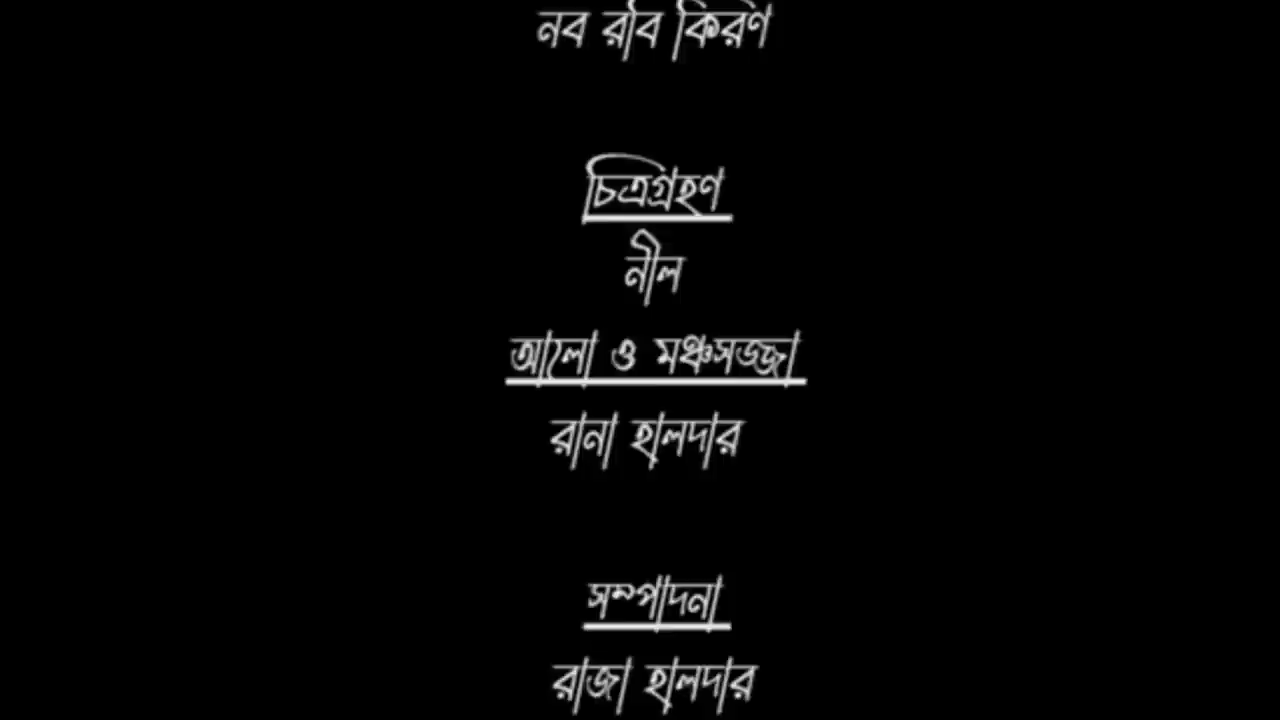 নব রবি কিরণ
চিত্রগ্রহণ
নীল
আলো ও মঞ্চসজ্জা
রানা হালদার
সম্পাদনা
রাজা হালদার